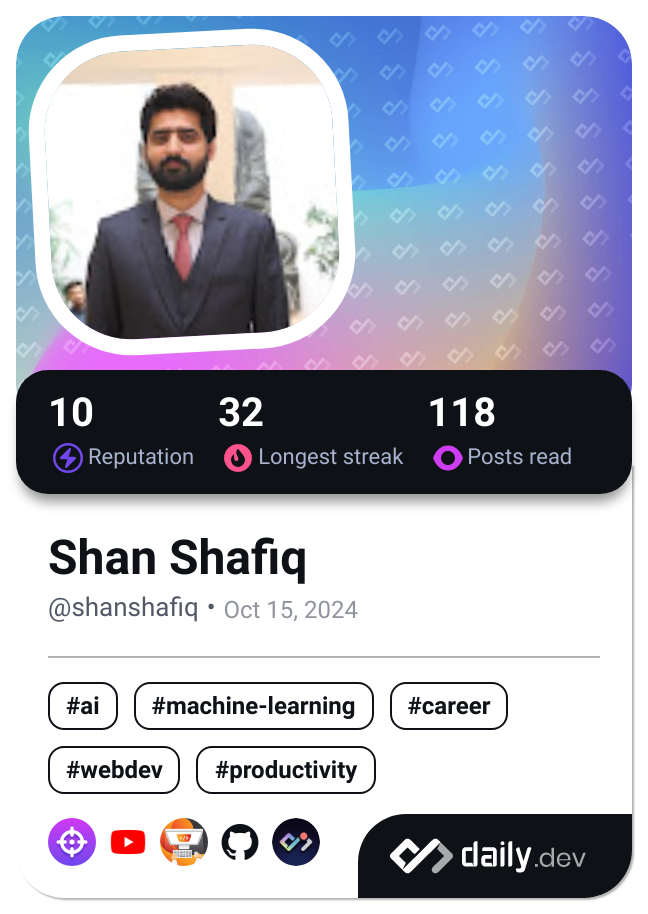 10 32 118
Reputation Longest streak Posts read
Shan Shafiq
@shanshafiq • Oct 15, 2024
#ai #machine-learning #career
#webdev #productivity
daily.dev